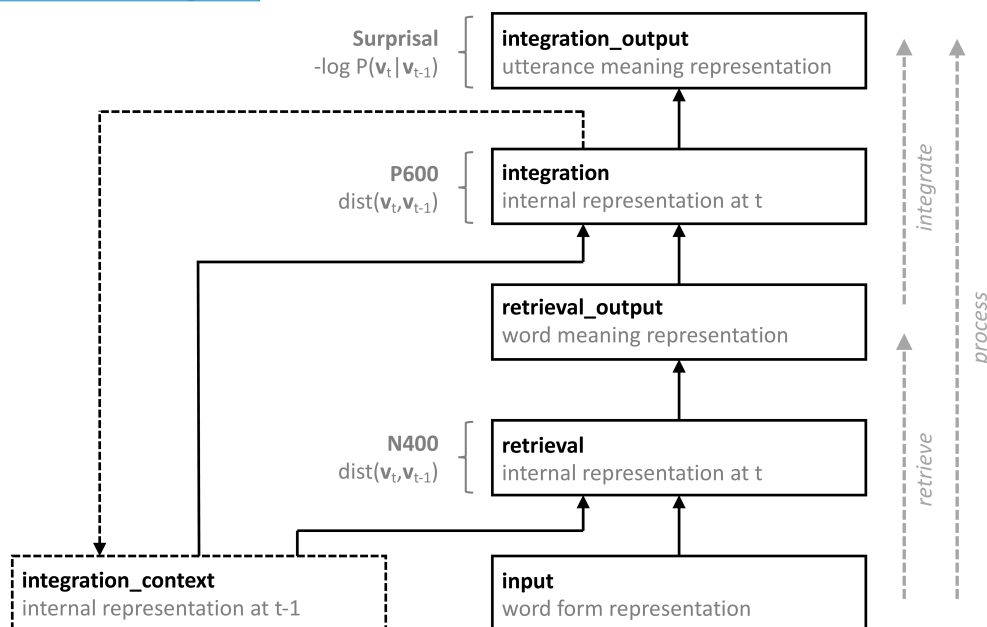 Surprisal
-log P(vₜ|vₜ₋₁)
integration_output
utterance meaning representation
P600
dist(vₜ,vₜ₋₁)
integration
internal representation at t
retrieval_output
word meaning representation
N400
dist(vₜ,vₜ₋₁)
retrieval
internal representation at t
integration_context
internal representation at t-1
input
word form representation
integrate
retrieve
process